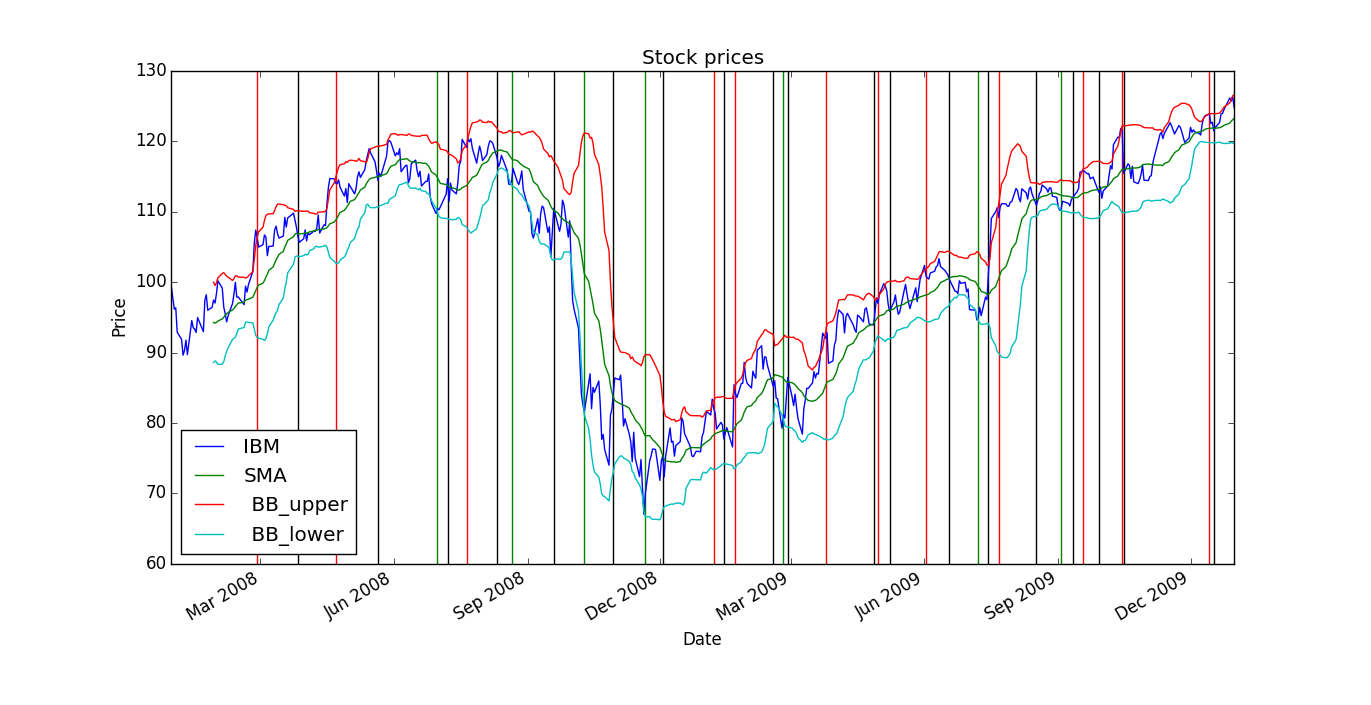 Stock prices
130
120
110
100
90
80
70
60
Price
IBM
SMA
BB_upper
BB_lower
Mar 2008
Jun 2008
Sep 2008
Dec 2008
Mar 2009
Jun 2009
Sep 2009
Dec 2009
Date